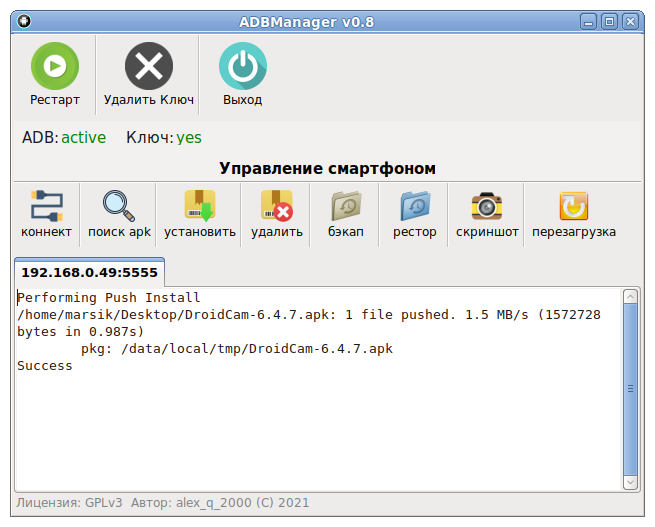 ADBManager v0.8
Рестарт
Удалить Ключ
Выход
ADB: active Ключ: yes
Управление смартфоном
коннект
поиск apk
установить
удалить
бэкап
рестор
скриншот
перезагрузка
192.168.0.49:5555
Performing Push Install
/home/marsik/Desktop/DroidCam-6.4.7.apk: 1 file pushed. 1.5 MB/s (1572728
bytes in 0.987s)
pkg: /data/local/tmp/DroidCam-6.4.7.apk
Success
Лицензия: GPLv3 Автор: alex_q_2000 (C) 2021